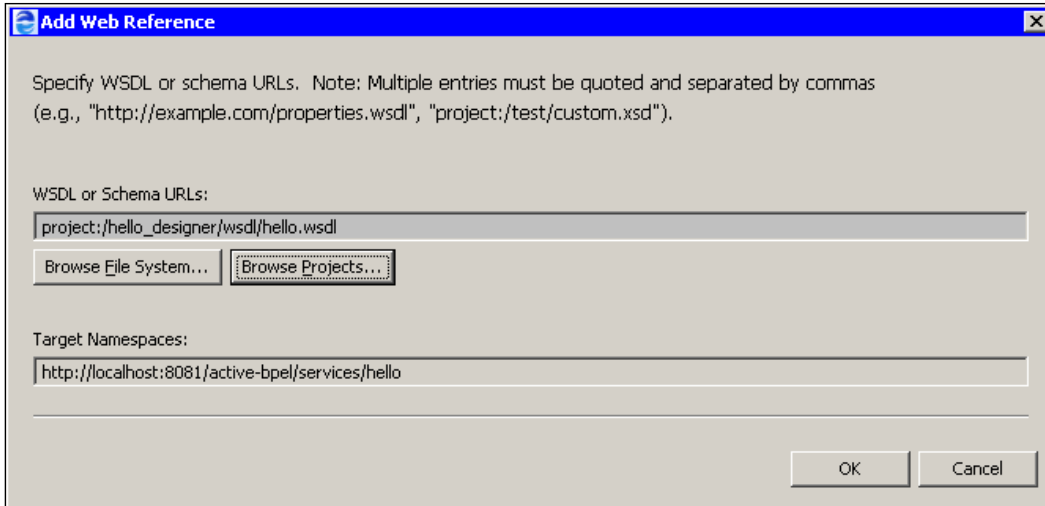 Add Web Reference
Specify WSDL or schema URLs.  Note: Multiple entries must be quoted and separated by commas
(e.g., "http://example.com/properties.wsdl", "project:/test/custom.xsd").
WSDL or Schema URLs:
project:/hello_designer/wsdl/hello.wsdl
Browse File System... Browse Projects...
Target Namespaces:
http://localhost:8081/active-bpel/services/hello
OK Cancel